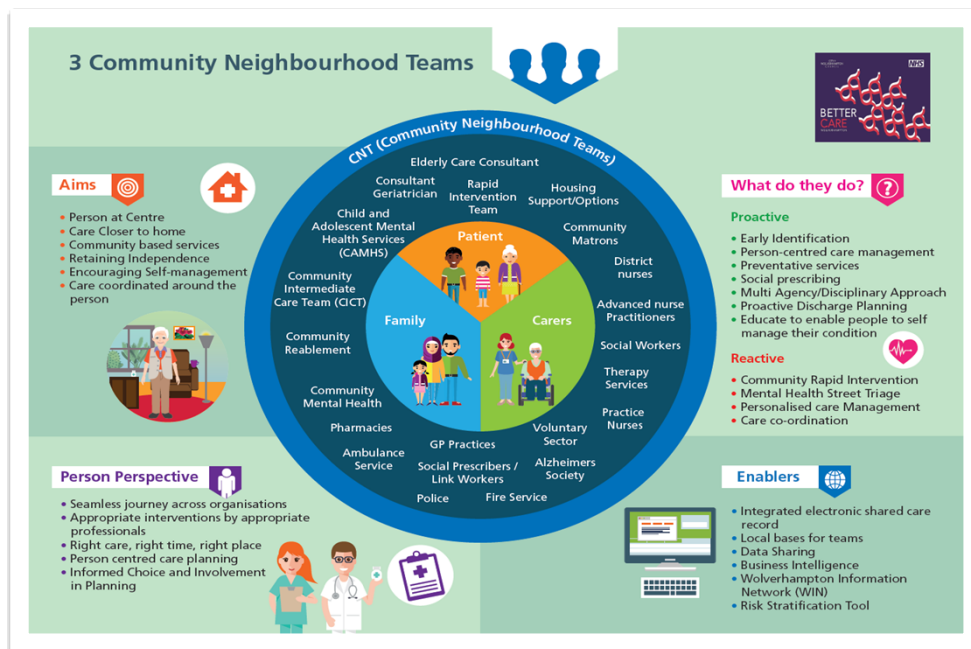 3 Community Neighbourhood Teams
NHS
BETTER
CARE
CNT (Community Neighbourhood Teams)
Elderly Care Consultant
Consultant
Geriatrician
Rapid
Intervention
Team
Housing
Support/Options
Child and
Adolescent Mental
Health Services
(CAMHS)
Community
Matrons
Community
Intermediate
Care Team (CICT)
District
nurses
Community
Reablement
Advanced nurse
Practitioners
Social Workers
Community
Mental Health
Therapy
Services
Pharmacies
Practice
Nurses
Ambulance
Service
GP Practices
Voluntary
Sector
Social Prescribers /
Link Workers
Alzheimers
Society
Police
Fire Service
Patient
Family
Carers
Aims
• Person at Centre
• Care Closer to home
• Community based services
• Retaining Independence
• Encouraging Self-management
• Care coordinated around the
person
What do they do?
?
Proactive
• Early Identification
• Person-centred care management
• Preventative services
• Social prescribing
• Multi Agency/Disciplinary Approach
• Proactive Discharge Planning
• Educate to enable people to self
manage their condition
Reactive
• Community Rapid Intervention
• Mental Health Street Triage
• Personalised care Management
• Care co-ordination
Person Perspective
• Seamless journey across organisations
• Appropriate interventions by appropriate
professionals
• Right care, right time, right place
• Person centred care planning
• Informed Choice and Involvement
in Planning
Enablers
• Integrated electronic shared care
record
• Local bases for teams
• Data Sharing
• Business Intelligence
• Wolverhampton Information
Network (WIN)
• Risk Stratification Tool